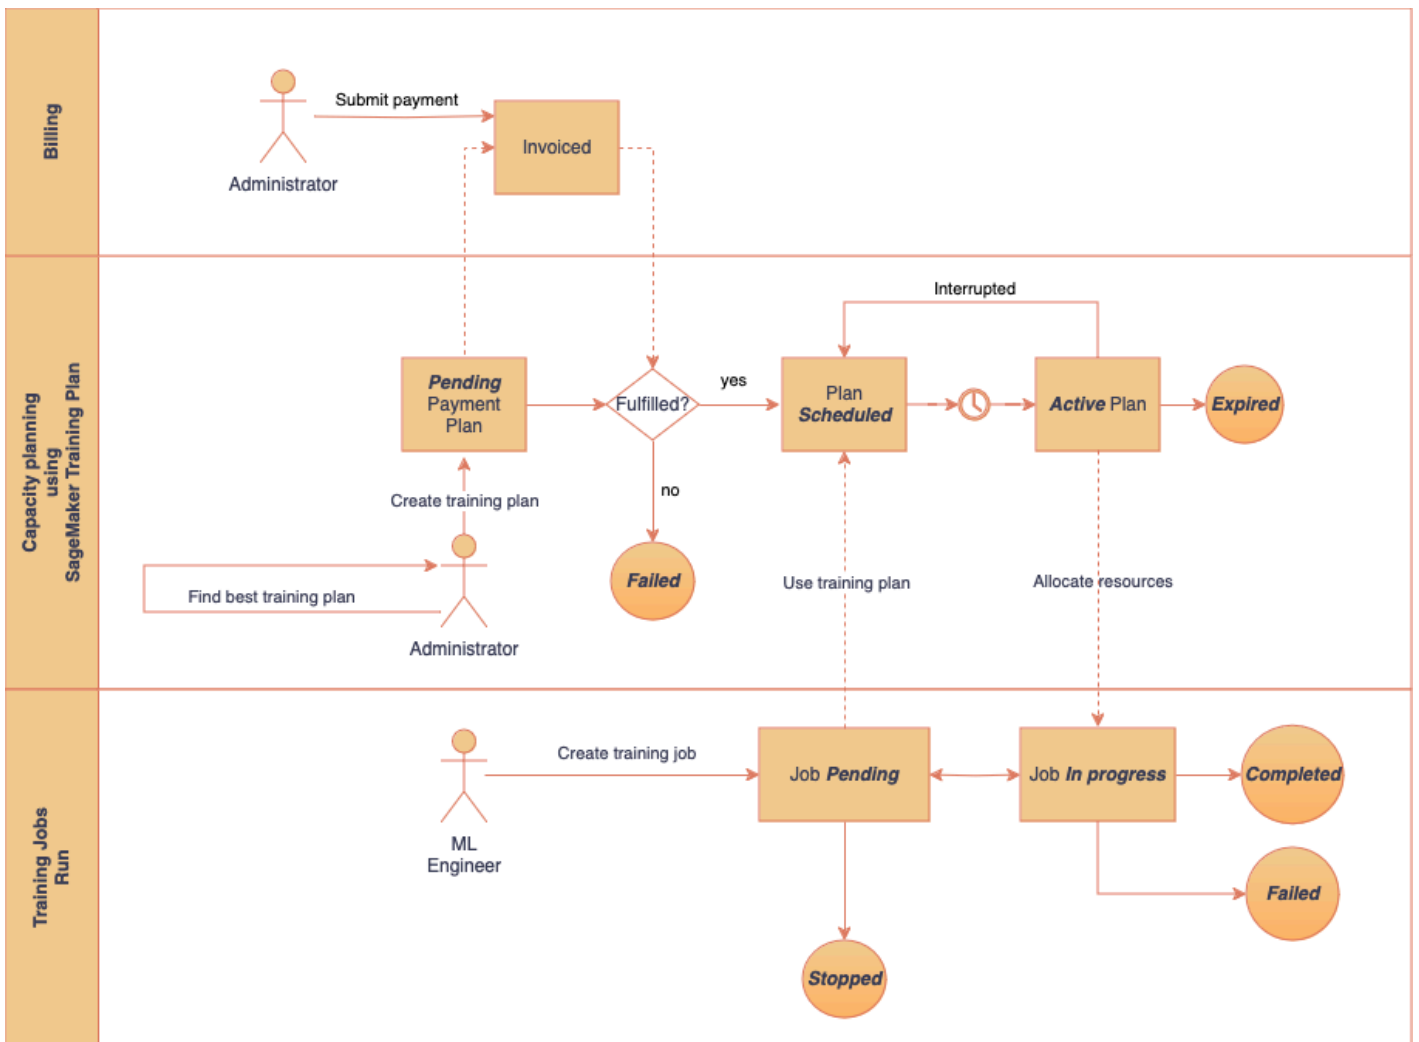 Billing
Submit payment
Administrator
Invoiced
Capacity planning
using
SageMaker Training Plan
Interrupted
Pending
Payment
Plan
Fulfilled?
yes
no
Plan
Scheduled
Active Plan
Expired
Create training plan
Failed
Find best training plan
Administrator
Use training plan
Allocate resources
Training Jobs
Run
ML
Engineer
Create training job
Job Pending
Job In progress
Completed
Failed
Stopped